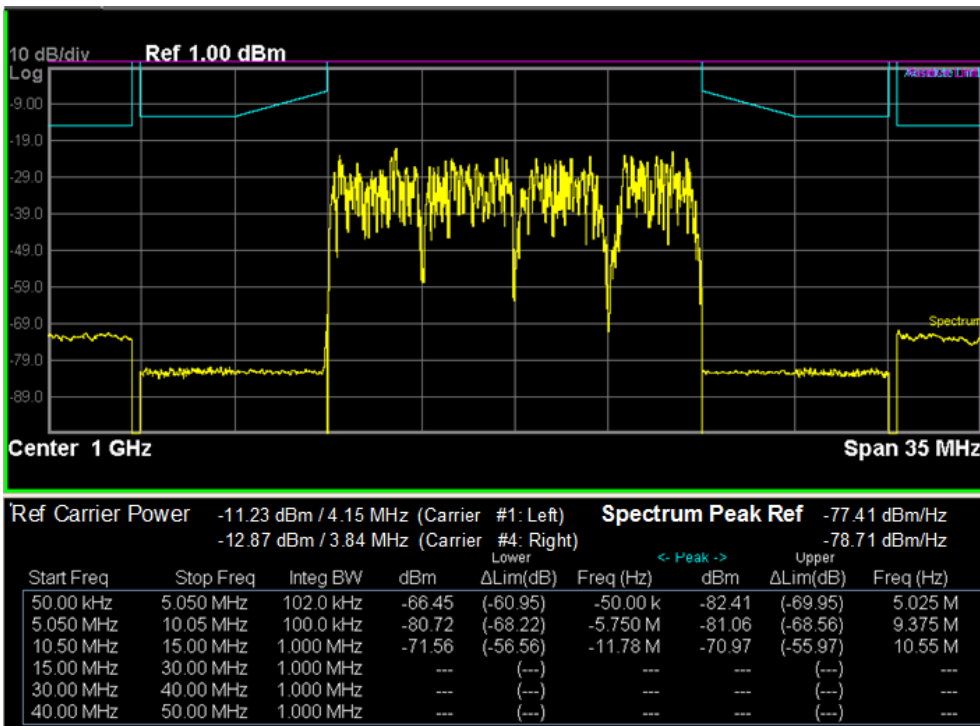 10 dB/div Ref 1.00 dBm
Log
-9.00
-19.0
-29.0
-39.0
-49.0
-59.0
-69.0
Spectrum
-79.0
-89.0
Center 1 GHz Span 35 MHz
Ref Carrier Power -11.23 dBm / 4.15 MHz (Carrier #1: Left) Spectrum Peak Ref -77.41 dBm/Hz
-12.87 dBm / 3.84 MHz (Carrier #4: Right) -78.71 dBm/Hz
Lower <- Peak -> Upper
Start Freq Stop Freq Integ BW dBm ΔLim(dB) Freq (Hz) dBm ΔLim(dB) Freq (Hz)
50.00 kHz 5.050 MHz 102.0 kHz -66.45 (-60.95) -50.00 k -82.41 (-69.95) 5.025 M
5.050 MHz 10.05 MHz 100.0 kHz -80.72 (-68.22) -5.750 M -81.06 (-68.56) 9.375 M
10.50 MHz 15.00 MHz 1.000 MHz -71.56 (-56.56) -11.78 M -70.97 (-55.97) 10.55 M
15.00 MHz 30.00 MHz 1.000 MHz --- (---) --- --- (---) ---
30.00 MHz 40.00 MHz 1.000 MHz --- (---) --- --- (---) ---
40.00 MHz 50.00 MHz 1.000 MHz --- (---) --- --- (---) ---